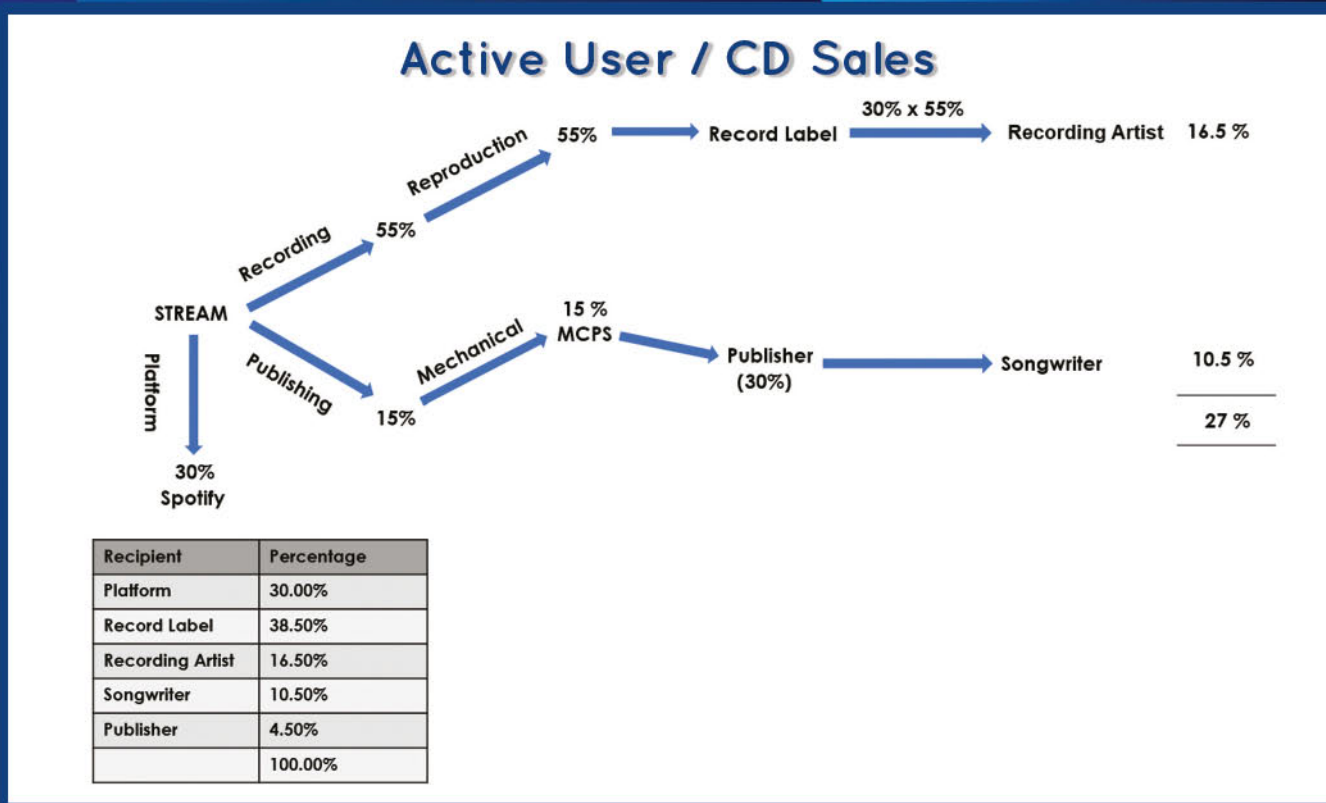 Active User / CD Sales
30% x 55%
Reproduction
55%
Record Label
Recording Artist
16.5 %
Recording
55%
STREAM
15 %
MCPS
Mechanical
Publisher
(30%)
Songwriter
10.5 %
Platform
Publishing
15%
27 %
30%
Spotify
Recipient Percentage
Platform 30.00%
Record Label 38.50%
Recording Artist 16.50%
Songwriter 10.50%
Publisher 4.50%
100.00%